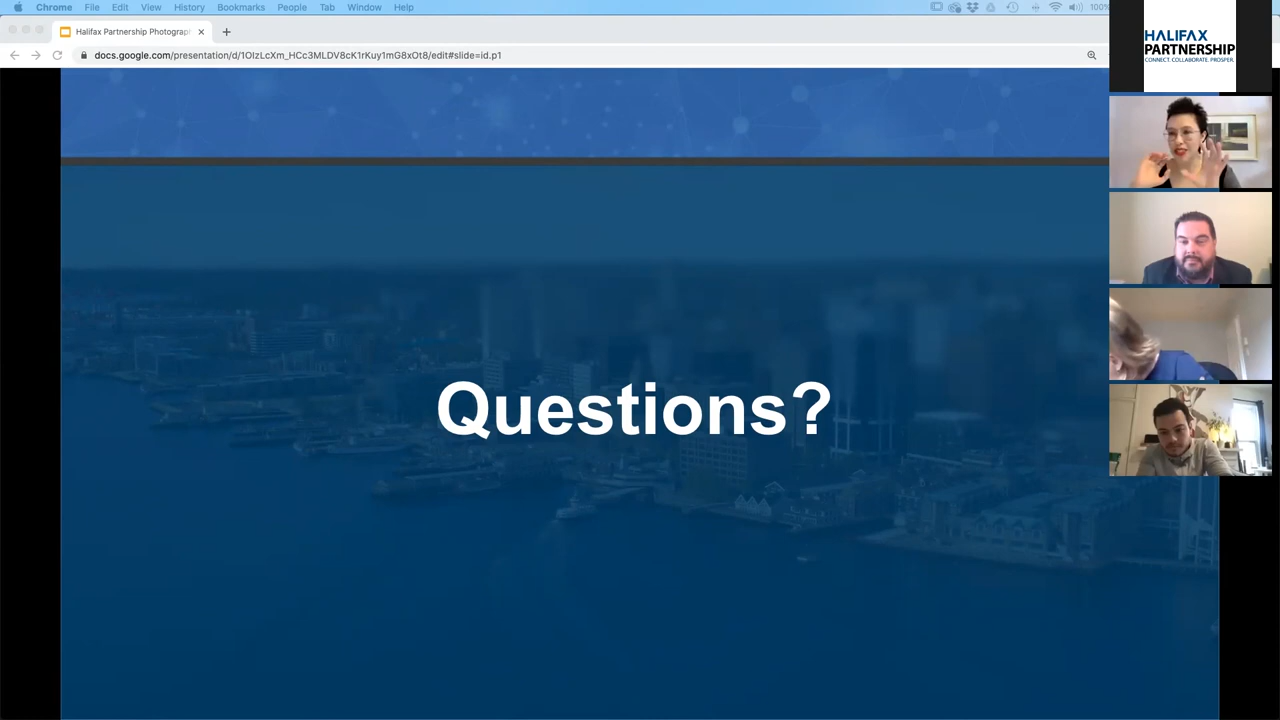 Chrome File Edit View History Bookmarks People Tab Window Help 100%
Halifax Partnership Photograp
docs.google.com/presentation/d/1OIzLcXm_HCc3MLDV8cK1rKuy1mG8xOt8/edit#slide=id.p1
HALIFAX
PARTNERSHIP
CONNECT. COLLABORATE. PROSPER.
Questions?